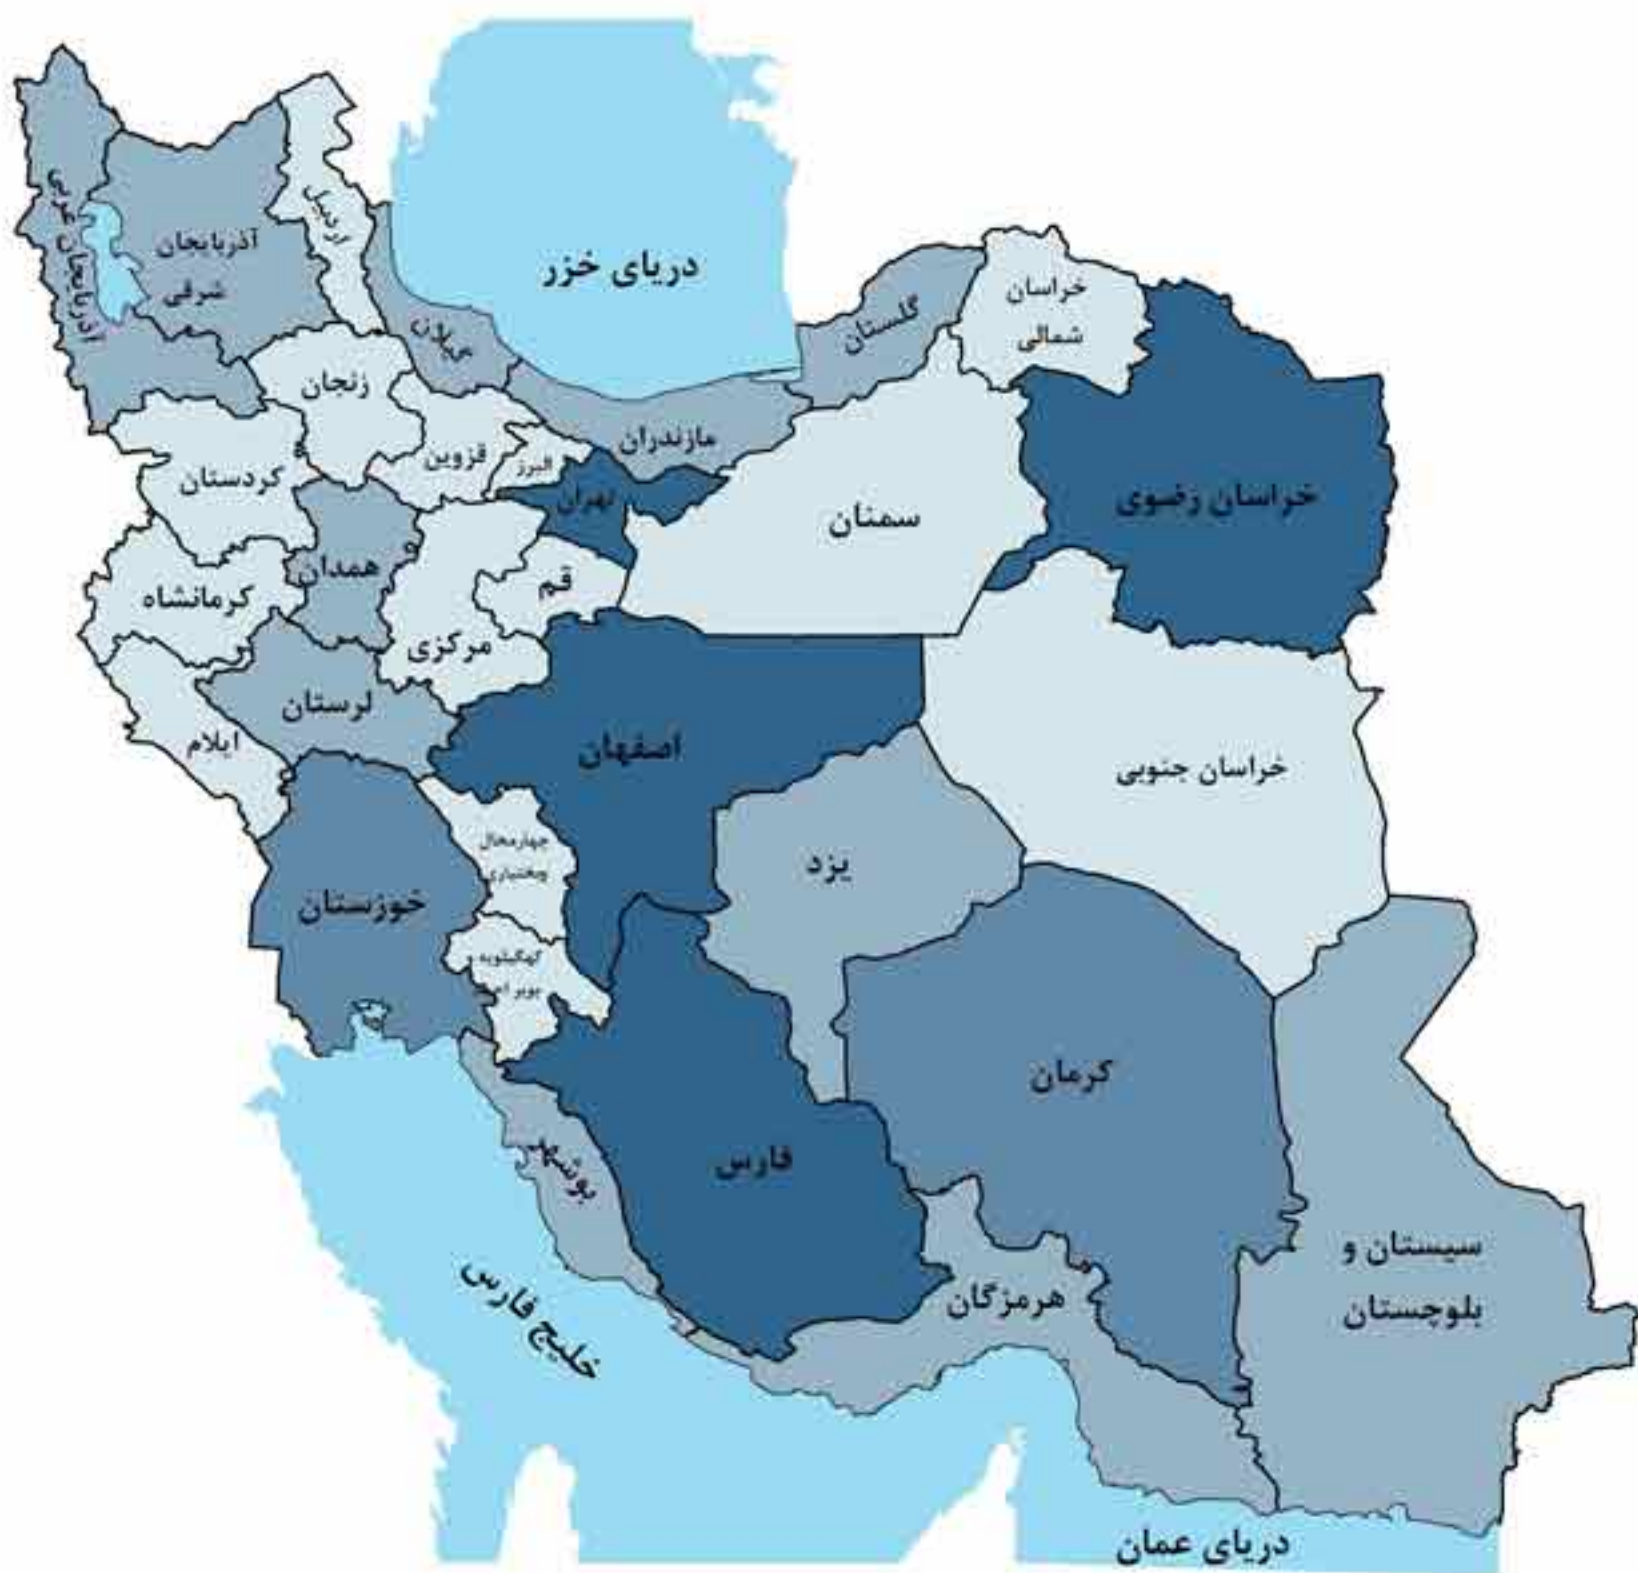 دریای خزر
آذربایجان غربی
آذربایجان
شرقی
اردبیل
گیلان
گلستان
خراسان
شمالی
زنجان
مازندران
قزوین
البرز
تهران
کردستان
سمنان
خراسان رضوی
همدان
قم
کرمانشاه
مرکزی
لرستان
ایلام
اصفهان
خراسان جنوبی
چهارمحال
وبختیاری
یزد
خوزستان
کهگیلویه و
بویر احمد
کرمان
بوشهر
فارس
سیستان و
بلوچستان
هرمزگان
خلیج فارس
دریای عمان